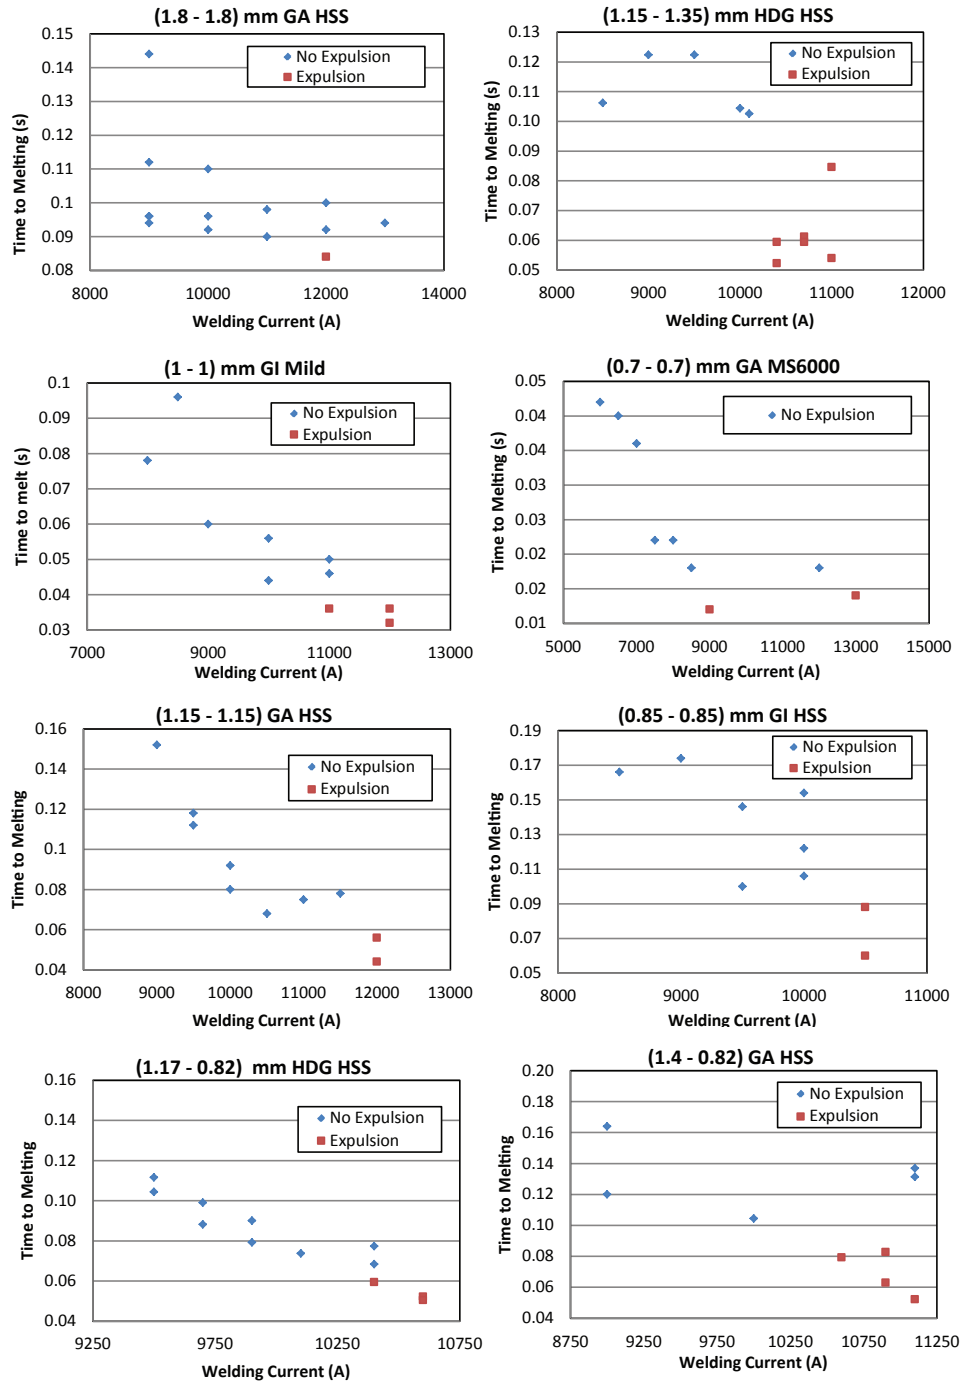 (1.8 - 1.8) mm GA HSS
0.15
0.14
0.13
0.12
0.11
0.1
0.09
0.08
Time to Melting (s)
No Expulsion
Expulsion
8000 10000 12000 14000
Welding Current (A)
(1.15 - 1.35) mm HDG HSS
0.13
0.12
0.11
0.10
0.09
0.08
0.07
0.06
0.05
Time to Melting (s)
No Expulsion
Expulsion
8000 9000 10000 11000 12000
Welding Current (A)
(1 - 1) mm GI Mild
0.1
0.09
0.08
0.07
0.06
0.05
0.04
0.03
Time to melt (s)
No Expulsion
Expulsion
7000 9000 11000 13000
Welding Current (A)
(0.7 - 0.7) mm GA MS6000
0.05
0.04
0.04
0.03
0.03
0.02
0.02
0.01
Time to Melting (s)
No Expulsion
5000 7000 9000 11000 13000 15000
Welding Current (A)
(1.15 - 1.15) GA HSS
0.16
0.14
0.12
0.1
0.08
0.06
0.04
Time to Melting
No Expulsion
Expulsion
8000 9000 10000 11000 12000 13000
Welding Current (A)
(0.85 - 0.85) mm GI HSS
0.19
0.17
0.15
0.13
0.11
0.09
0.07
0.05
Time to Melting
No Expulsion
Expulsion
8000 9000 10000 11000
Welding Current (A)
(1.17 - 0.82) mm HDG HSS
0.16
0.14
0.12
0.10
0.08
0.06
0.04
Time to Melting
No Expulsion
Expulsion
9250 9750 10250 10750
Welding Current (A)
(1.4 - 0.82) GA HSS
0.20
0.18
0.16
0.14
0.12
0.10
0.08
0.06
0.04
Time to Melting
No Expulsion
Expulsion
8750 9250 9750 10250 10750 11250
Welding Current (A)